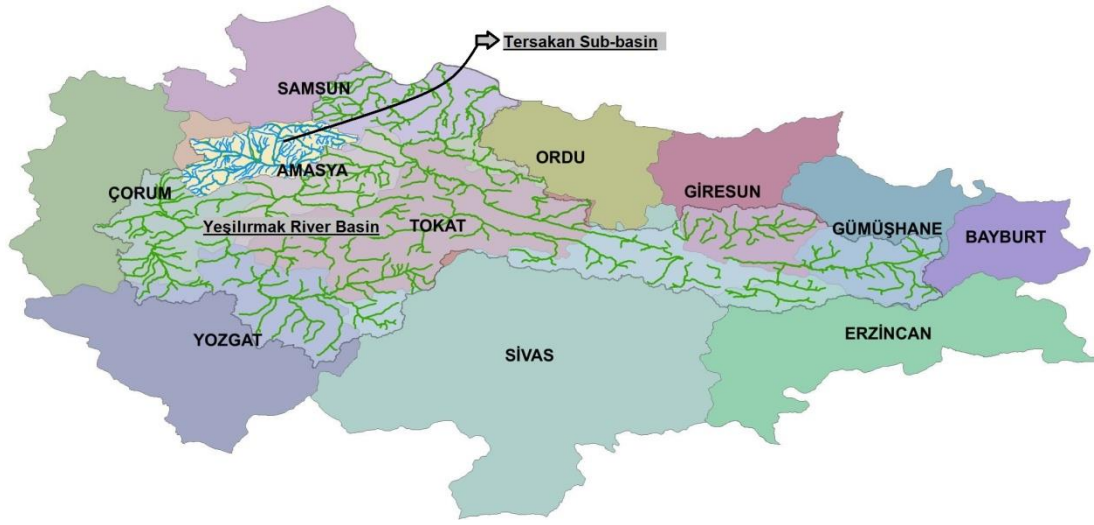 Tersakan Sub-basin
SAMSUN
ORDU
AMASYA
ÇORUM
GİRESUN
Yeşilırmak River Basin
TOKAT
GÜMÜŞHANE
BAYBURT
YOZGAT
SİVAS
ERZİNCAN